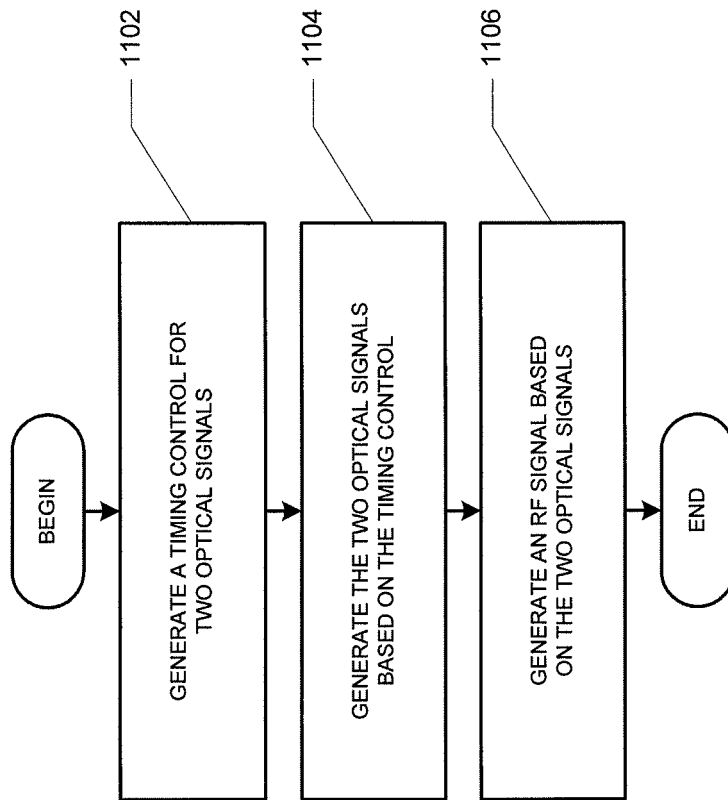 BEGIN
GENERATE A TIMING CONTROL FOR
TWO OPTICAL SIGNALS
1102
GENERATE THE TWO OPTICAL SIGNALS
BASED ON THE TIMING CONTROL
1104
GENERATE AN RF SIGNAL BASED
ON THE TWO OPTICAL SIGNALS
1106
END